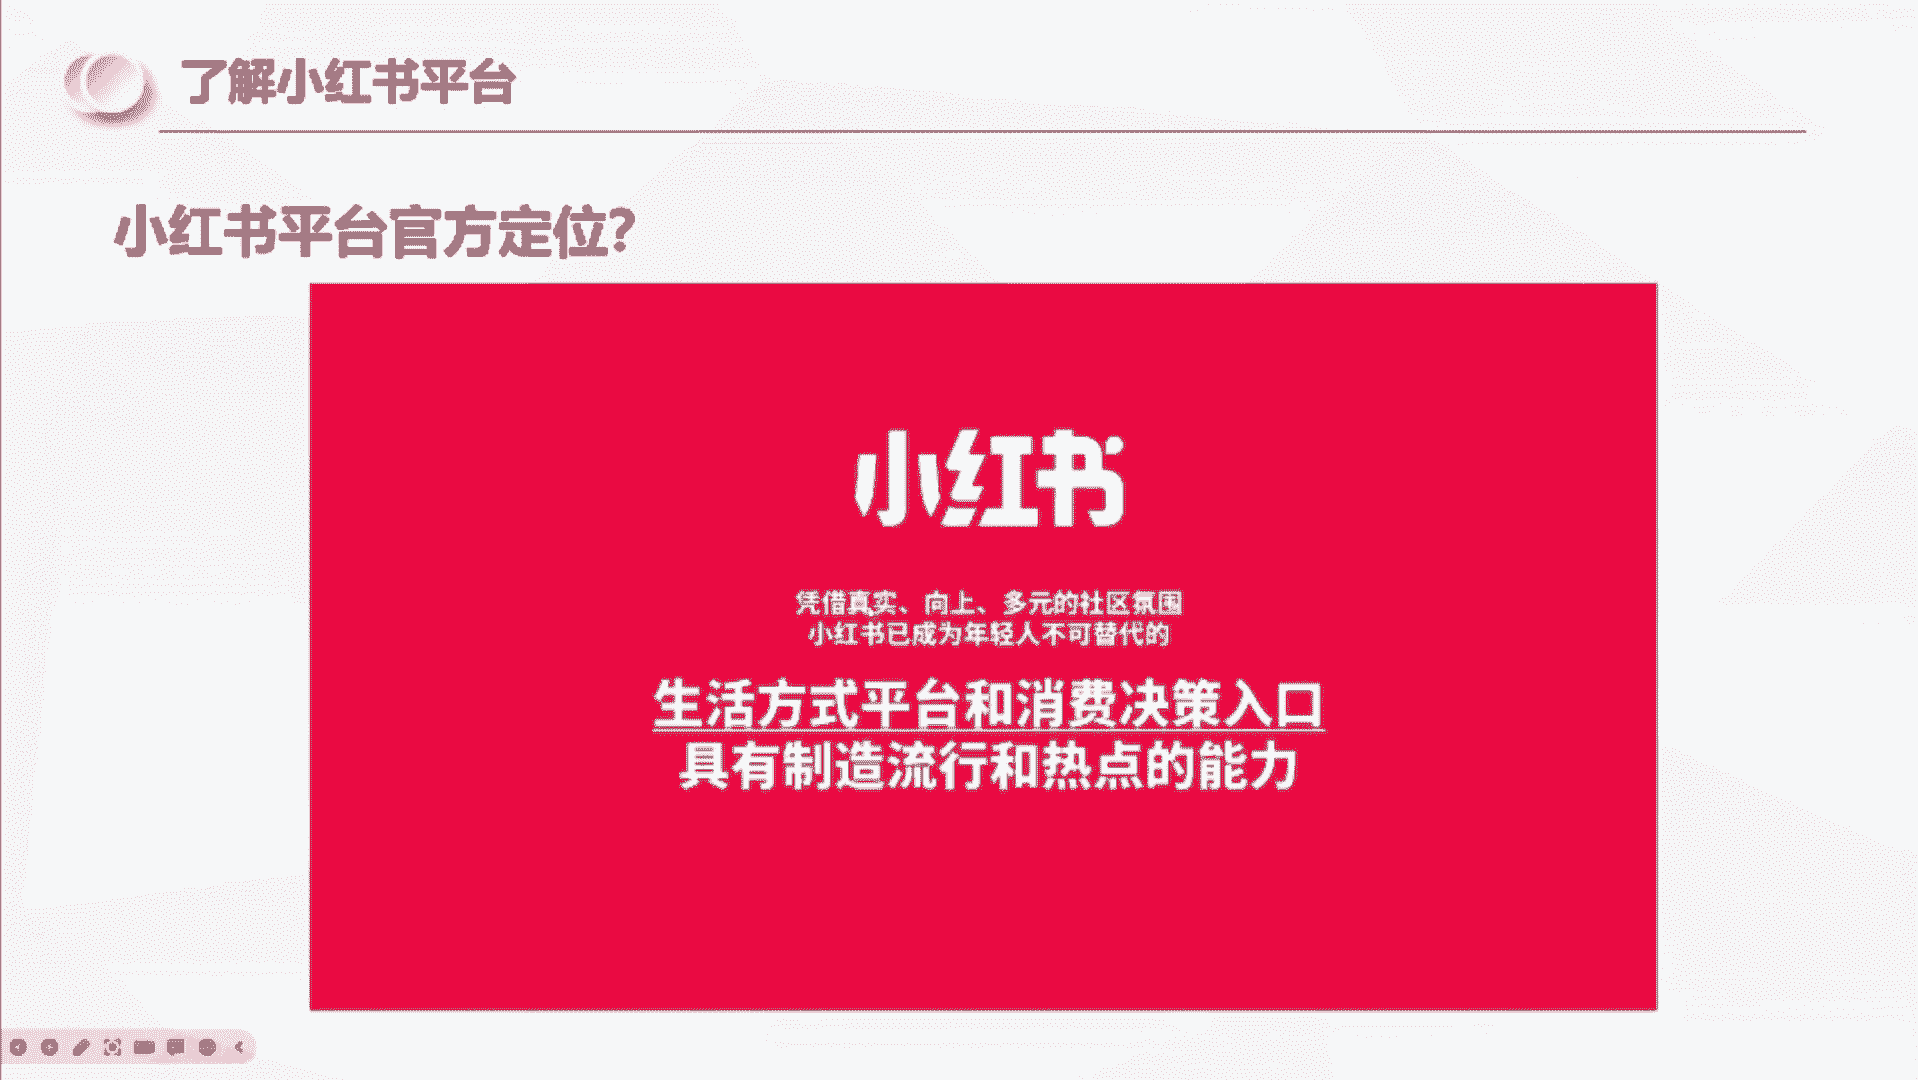 了解小红书平台
小红书平台官方定位？
小红书
凭借真实、向上、多元的社区氛围
小红书已成为年轻人不可替代的
生活方式平台和消费决策入口
具有制造流行和热点的能力